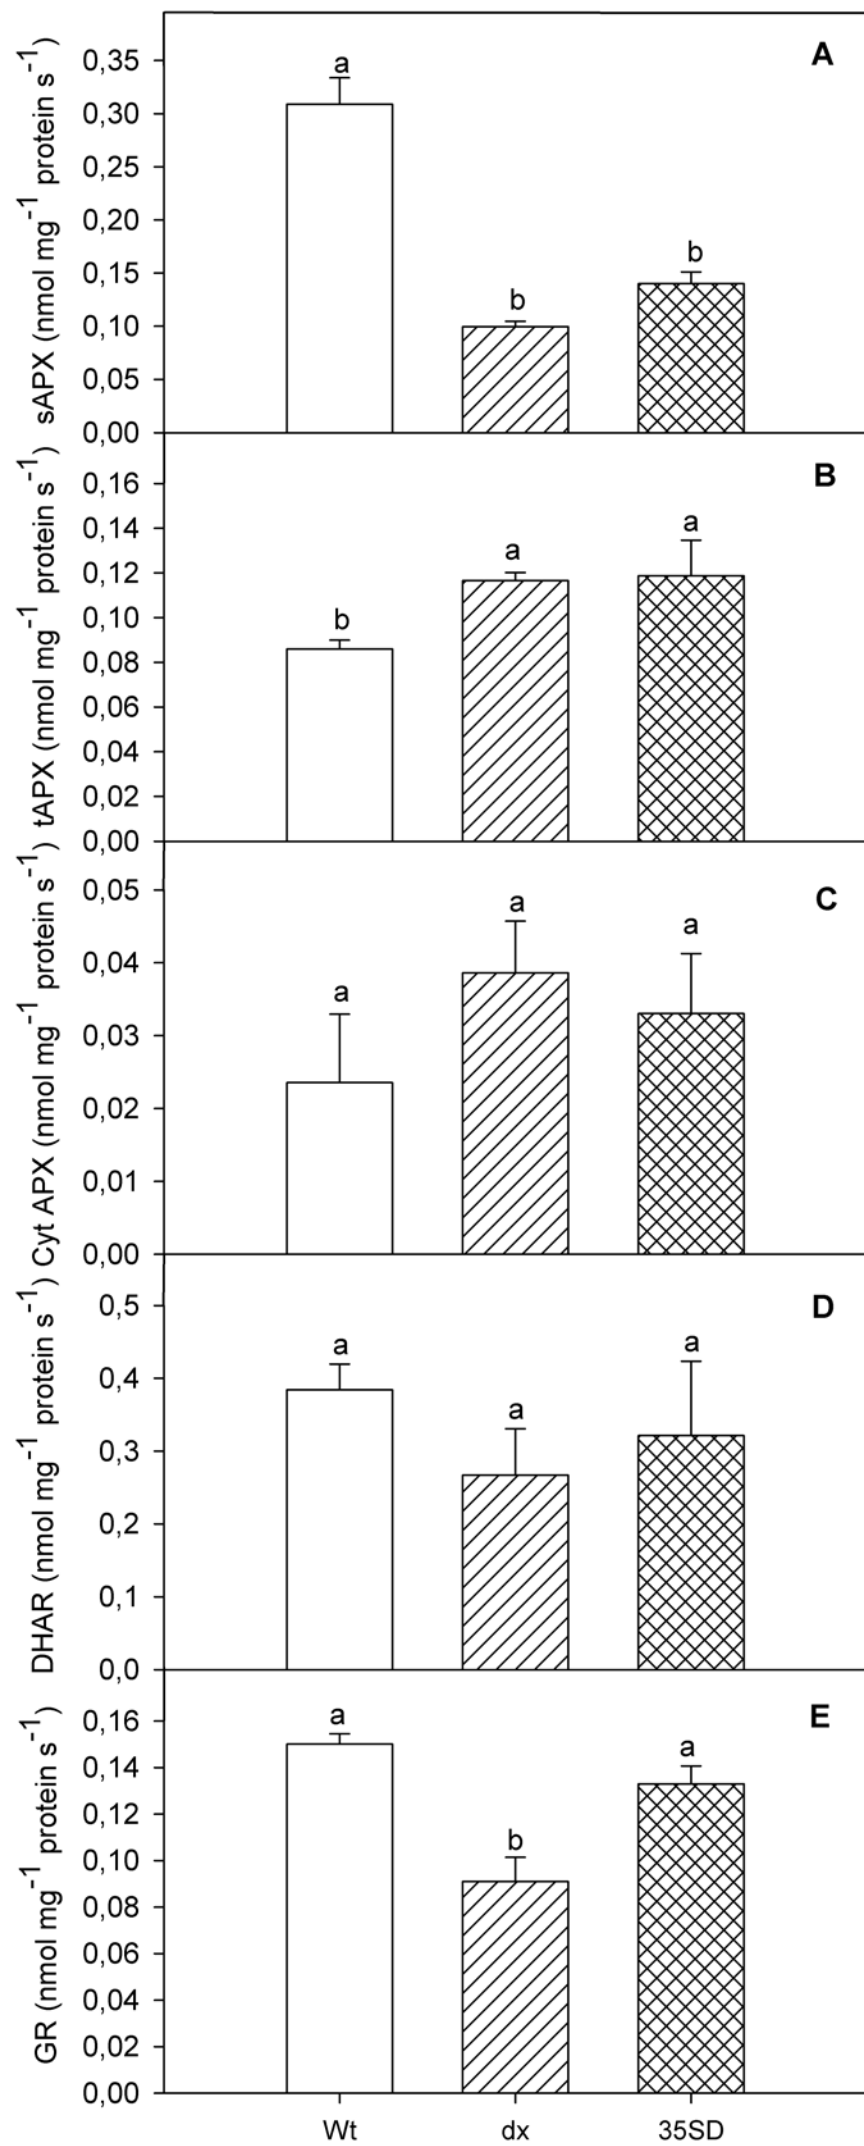 A
sAPX (nmol mg⁻¹ protein s⁻¹)
0,35
0,30
0,25
0,20
0,15
0,10
0,05
0,00
a
b
b
B
tAPX (nmol mg⁻¹ protein s⁻¹)
0,16
0,14
0,12
0,10
0,08
0,06
0,04
0,02
0,00
b
a
a
C
Cyt APX (nmol mg⁻¹ protein s⁻¹)
0,05
0,04
0,03
0,02
0,01
0,00
a
a
a
D
DHAR (nmol mg⁻¹ protein s⁻¹)
0,5
0,4
0,3
0,2
0,1
0,0
a
a
a
E
GR (nmol mg⁻¹ protein s⁻¹)
0,16
0,14
0,12
0,10
0,08
0,06
0,04
0,02
0,00
a
b
a
Wt
dx
35SD